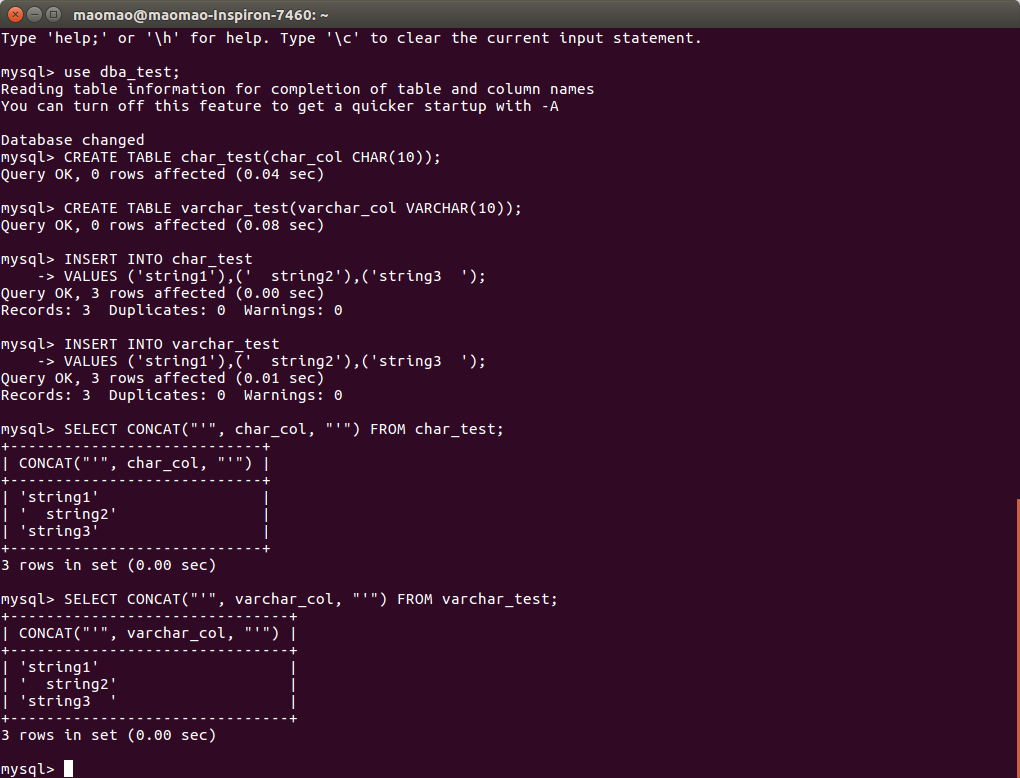 maomao@maomao-Inspiron-7460: ~
Type 'help;' or '\h' for help. Type '\c' to clear the current input statement.
mysql> use dba_test;
Reading table information for completion of table and column names
You can turn off this feature to get a quicker startup with -A
Database changed
mysql> CREATE TABLE char_test(char_col CHAR(10));
Query OK, 0 rows affected (0.04 sec)
mysql> CREATE TABLE varchar_test(varchar_col VARCHAR(10));
Query OK, 0 rows affected (0.08 sec)
mysql> INSERT INTO char_test
    -> VALUES ('string1'),('  string2'),('string3  ');
Query OK, 3 rows affected (0.00 sec)
Records: 3  Duplicates: 0  Warnings: 0
mysql> INSERT INTO varchar_test
    -> VALUES ('string1'),('  string2'),('string3  ');
Query OK, 3 rows affected (0.01 sec)
Records: 3  Duplicates: 0  Warnings: 0
mysql> SELECT CONCAT("'", char_col, "'") FROM char_test;
+----------------------------+
| CONCAT("'", char_col, "'") |
+----------------------------+
| 'string1'                  |
| '  string2'                |
| 'string3'                  |
+----------------------------+
3 rows in set (0.00 sec)
mysql> SELECT CONCAT("'", varchar_col, "'") FROM varchar_test;
+-------------------------------+
| CONCAT("'", varchar_col, "'") |
+-------------------------------+
| 'string1'                     |
| '  string2'                   |
| 'string3  '                   |
+-------------------------------+
3 rows in set (0.00 sec)
mysql>